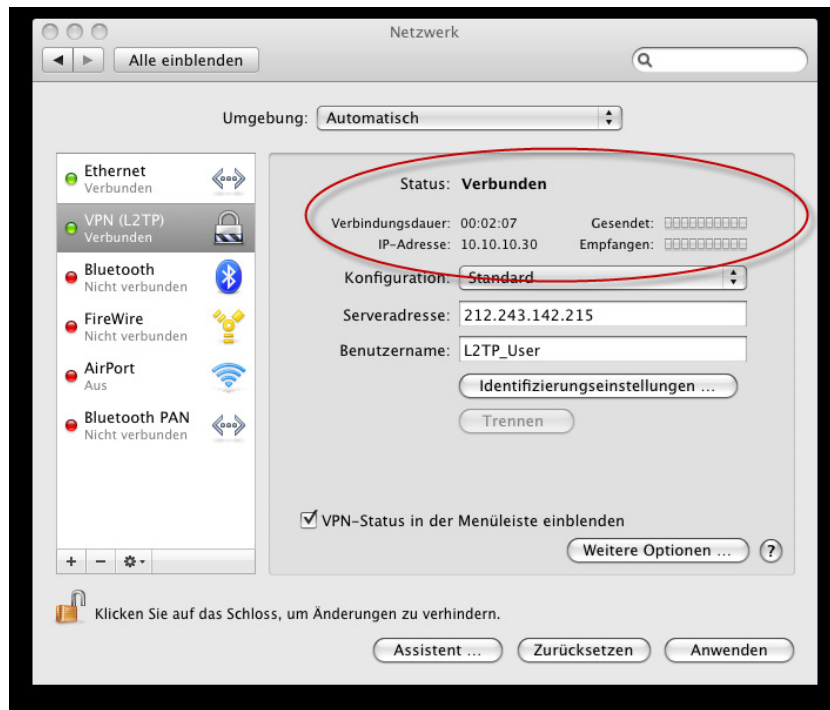 Netzwerk
Alle einblenden
Umgebung: Automatisch
Ethernet
Verbunden
VPN (L2TP)
Verbunden
Bluetooth
Nicht verbunden
FireWire
Nicht verbunden
AirPort
Aus
Bluetooth PAN
Nicht verbunden
Status: Verbunden
Verbindungsdauer: 00:02:07 Gesendet:
IP-Adresse: 10.10.10.30 Empfangen:
Konfiguration: Standard
Serveradresse: 212.243.142.215
Benutzername: L2TP_User
Identifizierungseinstellungen ...
Trennen
VPN-Status in der Menüleiste einblenden
Weitere Optionen ... ?
Klicken Sie auf das Schloss, um Änderungen zu verhindern.
Assistent ... Zurücksetzen Anwenden